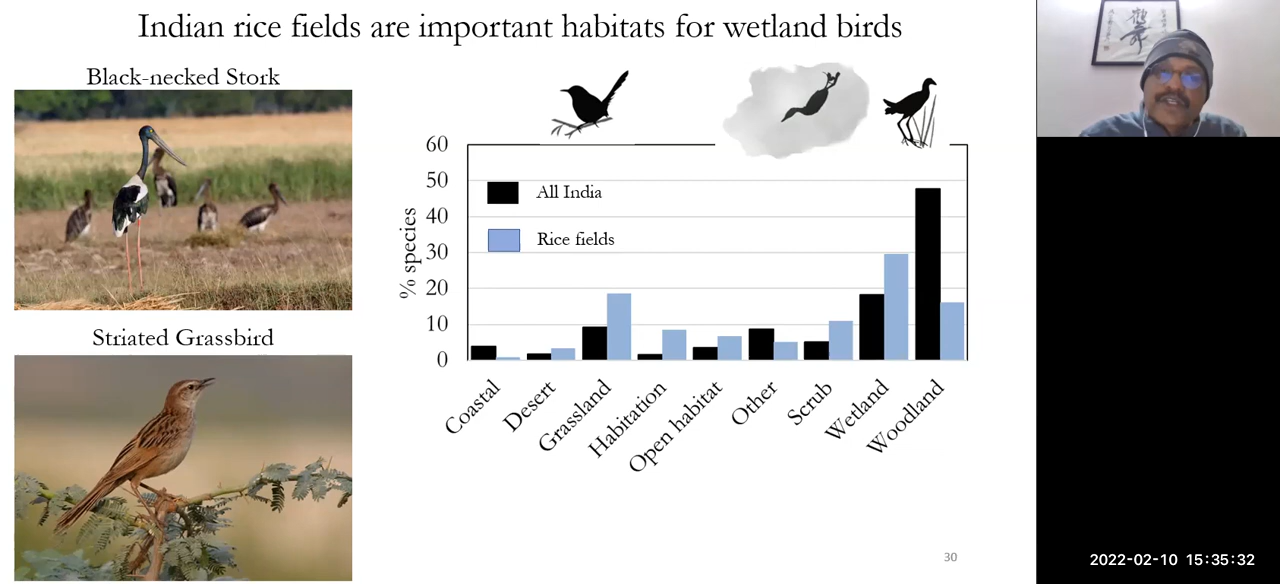 Indian rice fields are important habitats for wetland birds
Black-necked Stork
Striated Grassbird
% species
60
50
40
30
20
10
0
All India
Rice fields
Coastal
Desert
Grassland
Habitation
Open habitat
Other
Scrub
Wetland
Woodland
30
2022-02-10 15:35:32